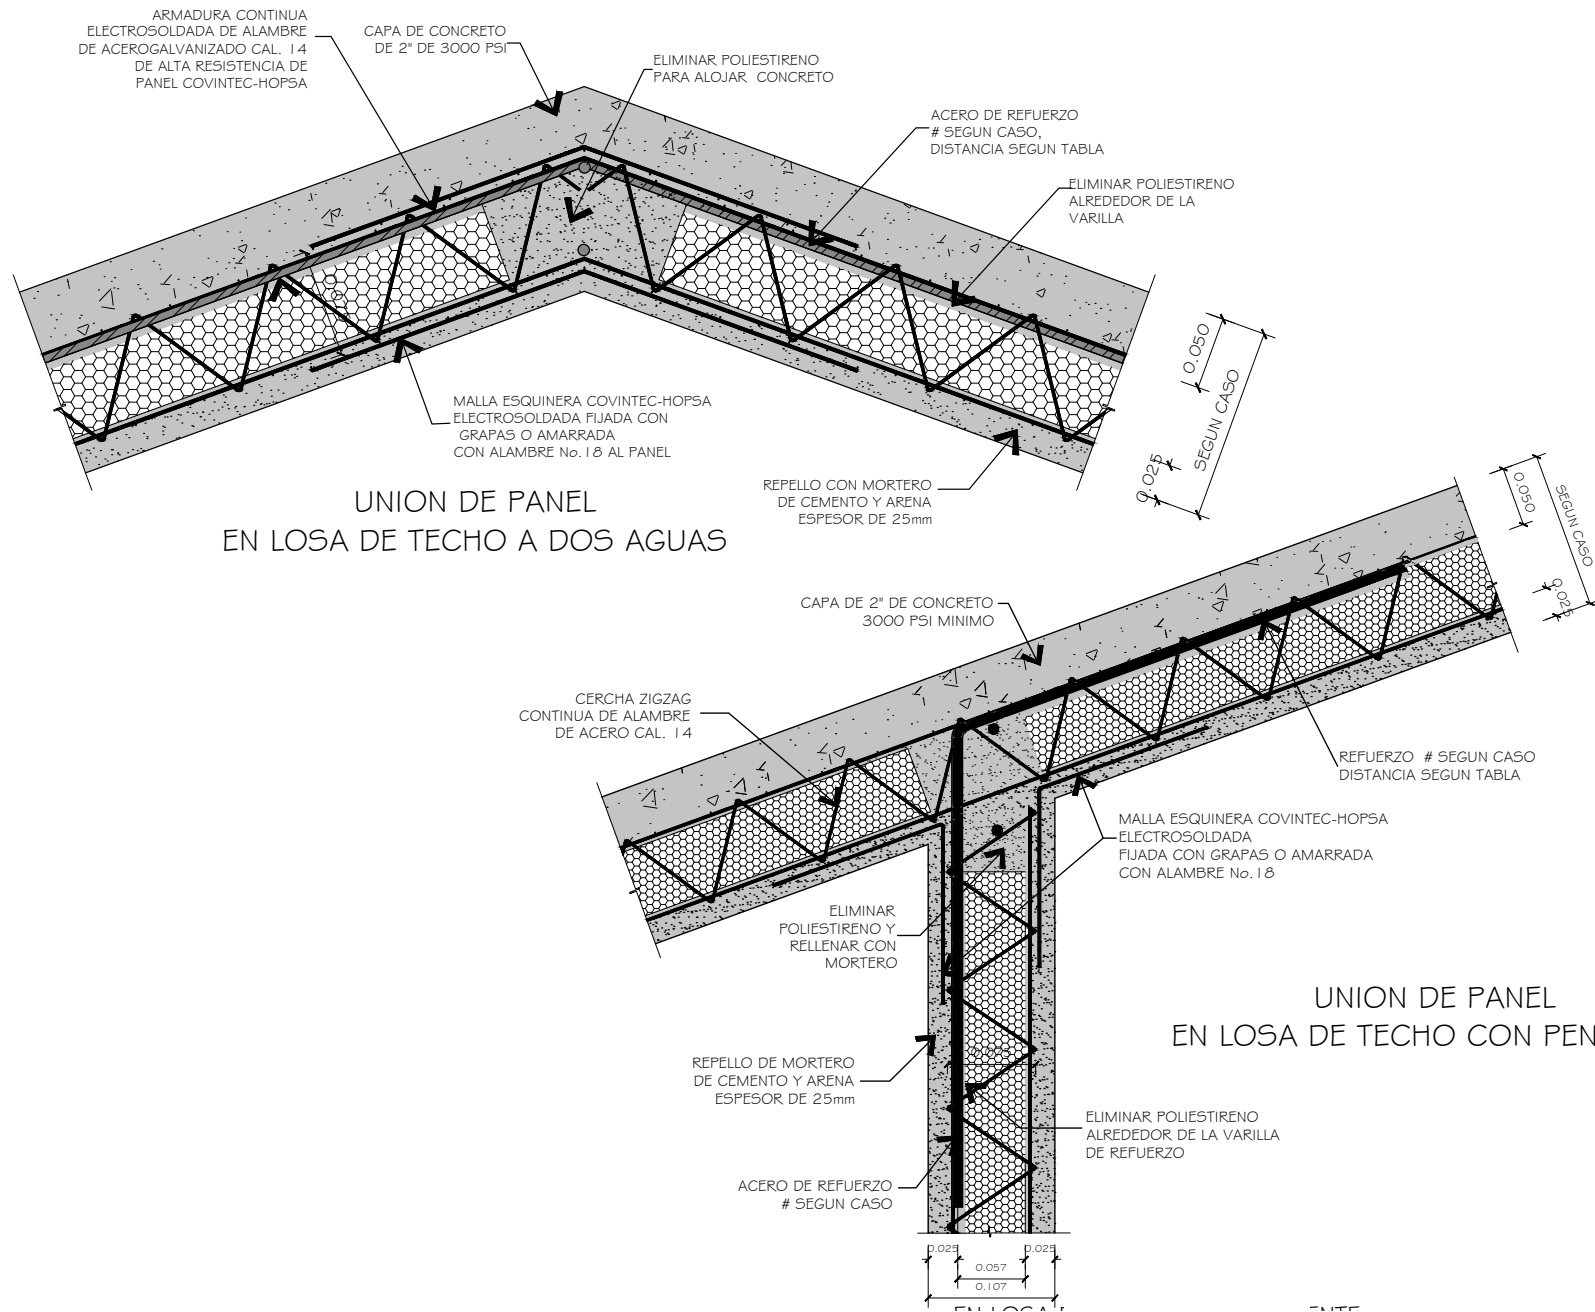 ARMADURA CONTINUA
ELECTROSOLDADA DE ALAMBRE
DE ACEROGALVANIZADO CAL. 14
DE ALTA RESISTENCIA DE
PANEL COVINTEC-HOPSA
CAPA DE CONCRETO
DE 2" DE 3000 PSI
ELIMINAR POLIESTIRENO
PARA ALOJAR CONCRETO
ACERO DE REFUERZO
# SEGUN CASO,
DISTANCIA SEGUN TABLA
ELIMINAR POLIESTIRENO
ALREDEDOR DE LA
VARILLA
MALLA ESQUINERA COVINTEC-HOPSA
ELECTROSOLDADA FIJADA CON
GRAPAS O AMARRADA
CON ALAMBRE No.18 AL PANEL
REPELLO CON MORTERO
DE CEMENTO Y ARENA
ESPESOR DE 25mm
0.050
SEGUN CASO
0.025
UNION DE PANEL
EN LOSA DE TECHO A DOS AGUAS
0.050
SEGUN CASO
0.025
CAPA DE 2" DE CONCRETO
3000 PSI MINIMO
CERCHA ZIGZAG
CONTINUA DE ALAMBRE
DE ACERO CAL. 14
REFUERZO # SEGUN CASO
DISTANCIA SEGUN TABLA
MALLA ESQUINERA COVINTEC-HOPSA
ELECTROSOLDADA
FIJADA CON GRAPAS O AMARRADA
CON ALAMBRE No.18
ELIMINAR
POLIESTIRENO Y
RELLENAR CON
MORTERO
UNION DE PANEL
EN LOSA DE TECHO CON PEN
REPELLO DE MORTERO
DE CEMENTO Y ARENA
ESPESOR DE 25mm
ELIMINAR POLIESTIRENO
ALREDEDOR DE LA VARILLA
DE REFUERZO
ACERO DE REFUERZO
# SEGUN CASO
0.025
0.025
0.057
0.107